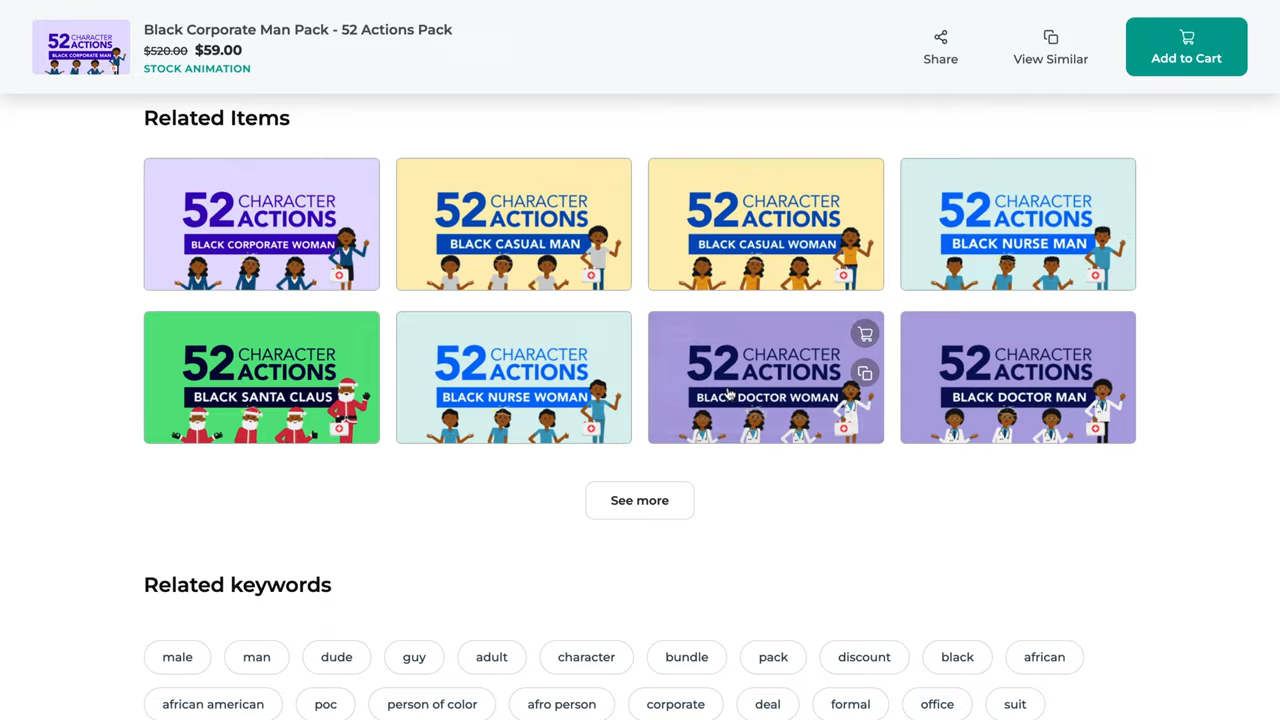 52 CHARACTER
ACTIONS
BLACK CORPORATE MAN
Black Corporate Man Pack - 52 Actions Pack
$520.00 $59.00
STOCK ANIMATION
Share
View Similar
Add to Cart
Related Items
52 CHARACTER
ACTIONS
BLACK CORPORATE WOMAN
52 CHARACTER
ACTIONS
BLACK CASUAL MAN
52 CHARACTER
ACTIONS
BLACK CASUAL WOMAN
52 CHARACTER
ACTIONS
BLACK NURSE MAN
52 CHARACTER
ACTIONS
BLACK SANTA CLAUS
52 CHARACTER
ACTIONS
BLACK NURSE WOMAN
52 CHARACTER
ACTIONS
BLACK DOCTOR WOMAN
52 CHARACTER
ACTIONS
BLACK DOCTOR MAN
See more
Related keywords
male man dude guy adult character bundle pack discount black african
african american poc person of color afro person corporate deal formal office suit